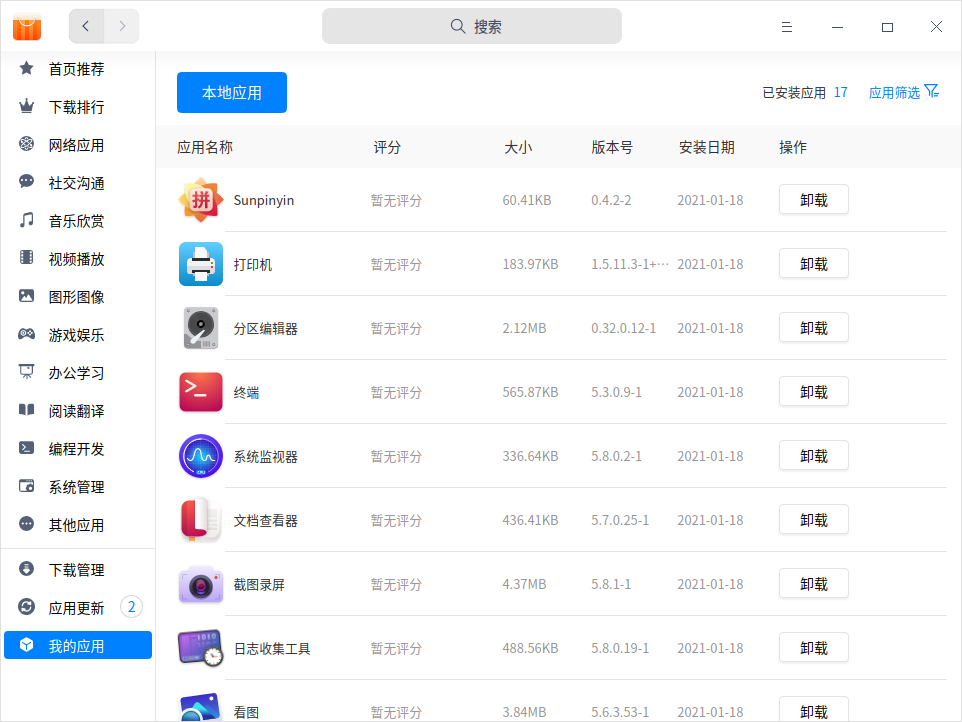 搜索
首页推荐
下载排行
网络应用
社交沟通
音乐欣赏
视频播放
图形图像
游戏娱乐
办公学习
阅读翻译
编程开发
系统管理
其他应用
下载管理
应用更新 2
我的应用
本地应用
已安装应用 17 应用筛选
应用名称 评分 大小 版本号 安装日期 操作
拼 Sunpinyin 暂无评分 60.41KB 0.4.2-2 2021-01-18 卸载
打印机 暂无评分 183.97KB 1.5.11.3-1+… 2021-01-18 卸载
分区编辑器 暂无评分 2.12MB 0.32.0.12-1 2021-01-18 卸载
终端 暂无评分 565.87KB 5.3.0.9-1 2021-01-18 卸载
系统监视器 暂无评分 336.64KB 5.8.0.2-1 2021-01-18 卸载
文档查看器 暂无评分 436.41KB 5.7.0.25-1 2021-01-18 卸载
截图录屏 暂无评分 4.37MB 5.8.1-1 2021-01-18 卸载
日志收集工具 暂无评分 488.56KB 5.8.0.19-1 2021-01-18 卸载
看图 暂无评分 3.84MB 5.6.3.53-1 2021-01-18 卸载